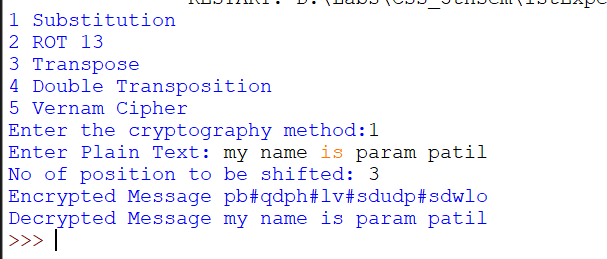 1 Substitution
2 ROT 13
3 Transpose
4 Double Transposition
5 Vernam Cipher
Enter the cryptography method:1
Enter Plain Text: my name is param patil
No of position to be shifted: 3
Encrypted Message pb#qdph#lv#sdudp#sdwlo
Decrypted Message my name is param patil
>>>